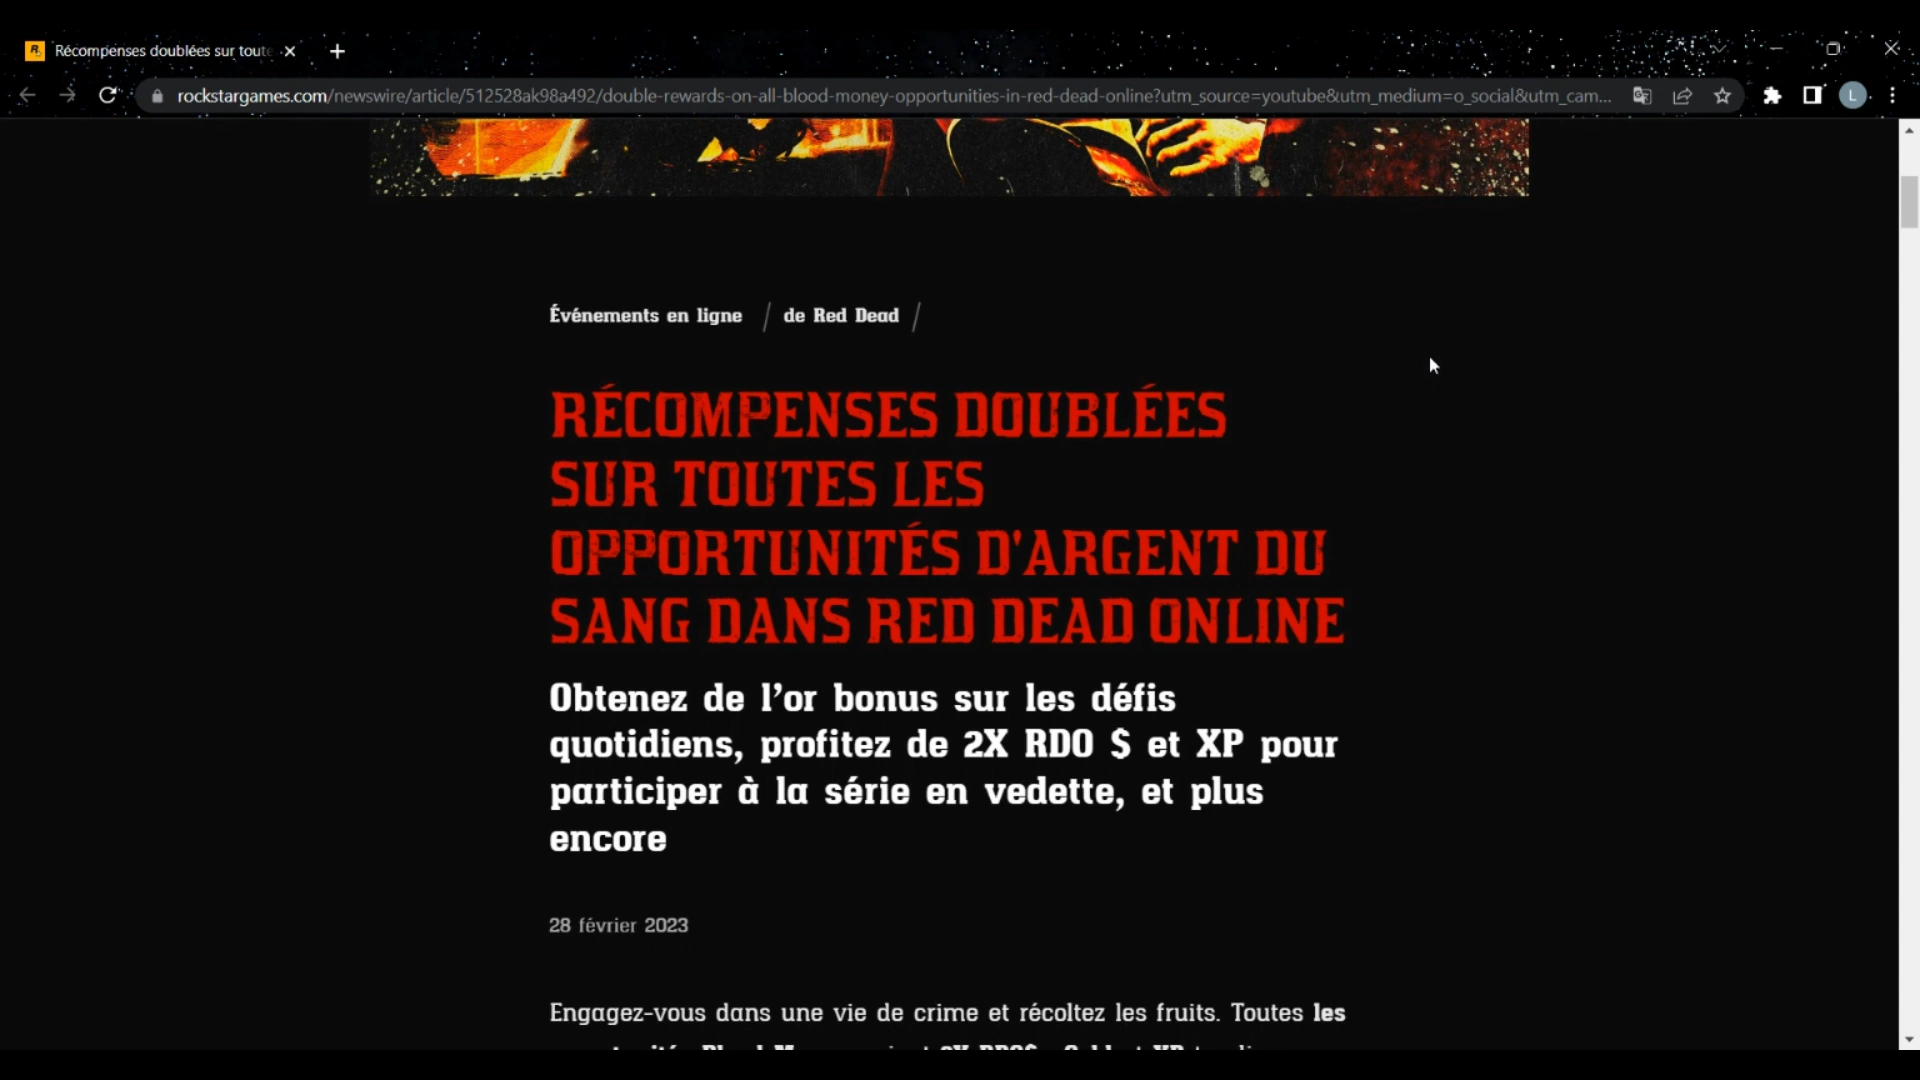 Récompenses doublées sur toute
rockstargames.com/newswire/article/512528ak98a492/double-rewards-on-all-blood-money-opportunities-in-red-dead-online?utm_source=youtube&utm_medium=o_social&utm_cam...
L
Événements en ligne / de Red Dead /
RÉCOMPENSES DOUBLÉES
SUR TOUTES LES
OPPORTUNITÉS D'ARGENT DU
SANG DANS RED DEAD ONLINE
Obtenez de l’or bonus sur les défis
quotidiens, profitez de 2X RDO $ et XP pour
participer à la série en vedette, et plus
encore
28 février 2023
Engagez-vous dans une vie de crime et récoltez les fruits. Toutes les